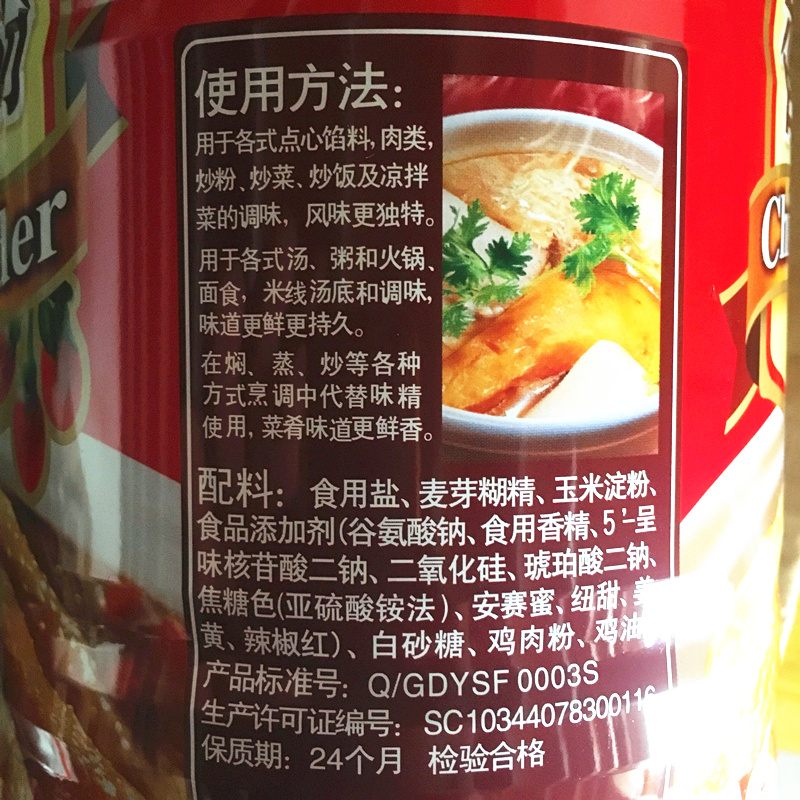 der
Ch
使用方法：
用于各式点心馅料，肉类，
炒粉、炒菜、炒饭及凉拌
菜的调味，风味更独特。
用于各式汤、粥和火锅、
面食，米线汤底和调味，
味道更鲜更持久。
在焖、蒸、炒等各种
方式烹调中代替味精
使用，菜肴味道更鲜香。
配料：食用盐、麦芽糊精、玉米淀粉、
食品添加剂（谷氨酸钠、食用香精、5'-呈
味核苷酸二钠、二氧化硅、琥珀酸二钠、
焦糖色（亚硫酸铵法）、安赛蜜、纽甜、姜
黄、辣椒红）、白砂糖、鸡肉粉、鸡油
产品标准号：Q/GDYSF 0003S
生产许可证编号：SC10344078300116
保质期：24个月 检验合格